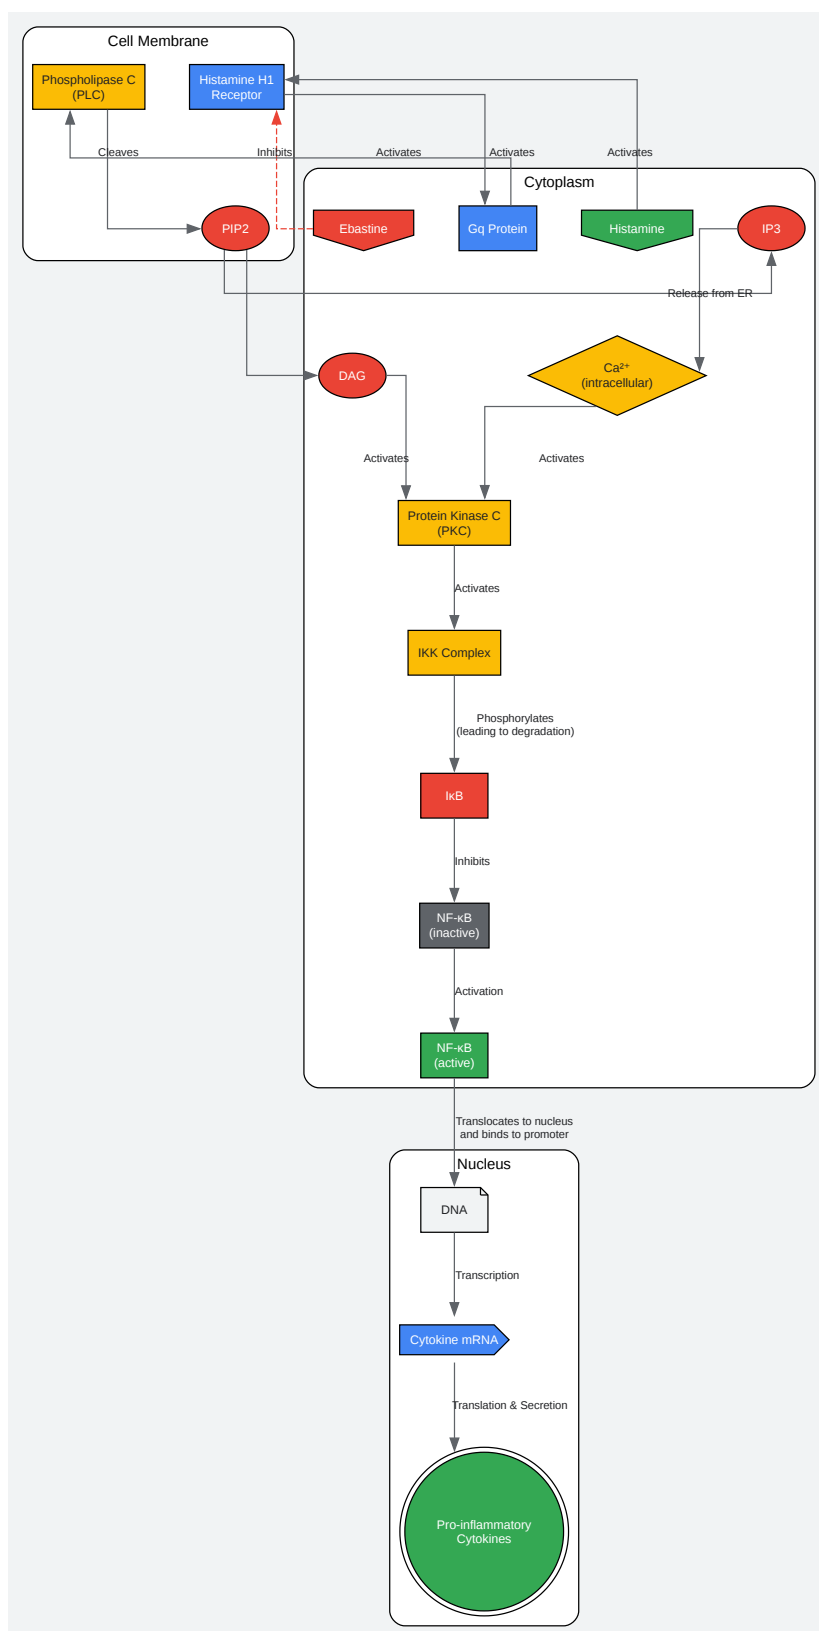 Cell Membrane
Phospholipase C
(PLC)
Histamine H1
Receptor
Cleaves
Inhibits
Activates
Activates
Activates
Cytoplasm
PIP2
Ebastine
Gq Protein
Histamine
IP3
Release from ER
DAG
Ca²⁺
(intracellular)
Activates
Activates
Protein Kinase C
(PKC)
Activates
IKK Complex
Phosphorylates
(leading to degradation)
IκB
Inhibits
NF-κB
(inactive)
Activation
NF-κB
(active)
Translocates to nucleus
and binds to promoter
Nucleus
DNA
Transcription
Cytokine mRNA
Translation & Secretion
Pro-inflammatory
Cytokines